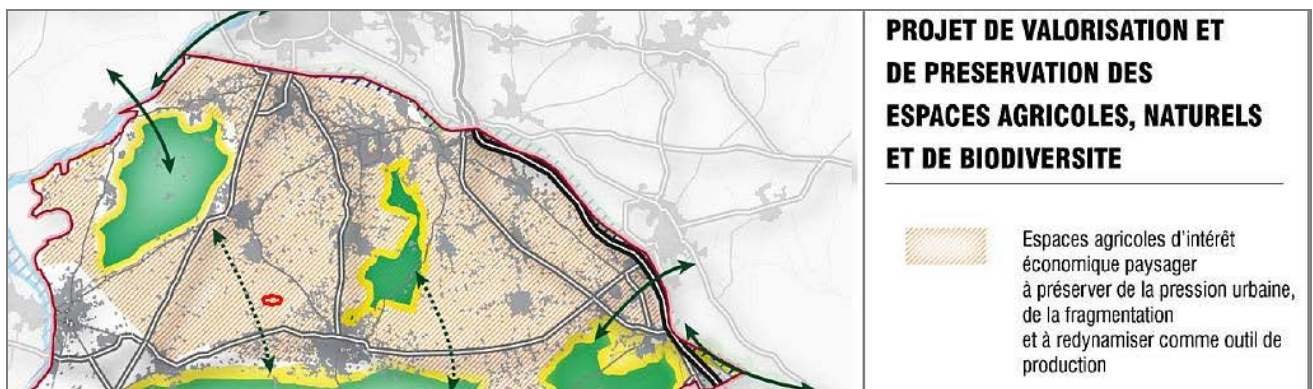 PROJET DE VALORISATION ET
DE PRESERVATION DES
ESPACES AGRICOLES, NATURELS
ET DE BIODIVERSITE
Espaces agricoles d'intérêt
économique paysager
à préserver de la pression urbaine,
de la fragmentation
et à redynamiser comme outil de
production